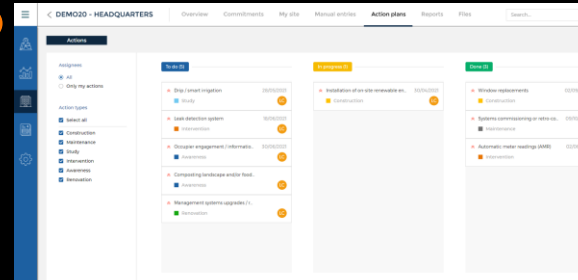 DEMO20 - HEADQUARTERS
Overview
Commitments
My site
Manual entries
Action plans
Reports
Files
Search...
Actions
Assignees
All
Only my actions
Action types
Select all
Construction
Maintenance
Study
Intervention
Awareness
Renovation
To do (5)
Drip / smart irrigation
Study
Leak detection system
Intervention
Occupier engagement / informatio..
Awareness
Composting landscape and/or food..
Awareness
Management systems upgrades / r..
Renovation
In progress (1)
Installation of on-site renewable en..
Construction
Done (3)
Window replacements
Construction
Systems commissioning or retro-co..
Maintenance
Automatic meter readings (AMR)
Intervention